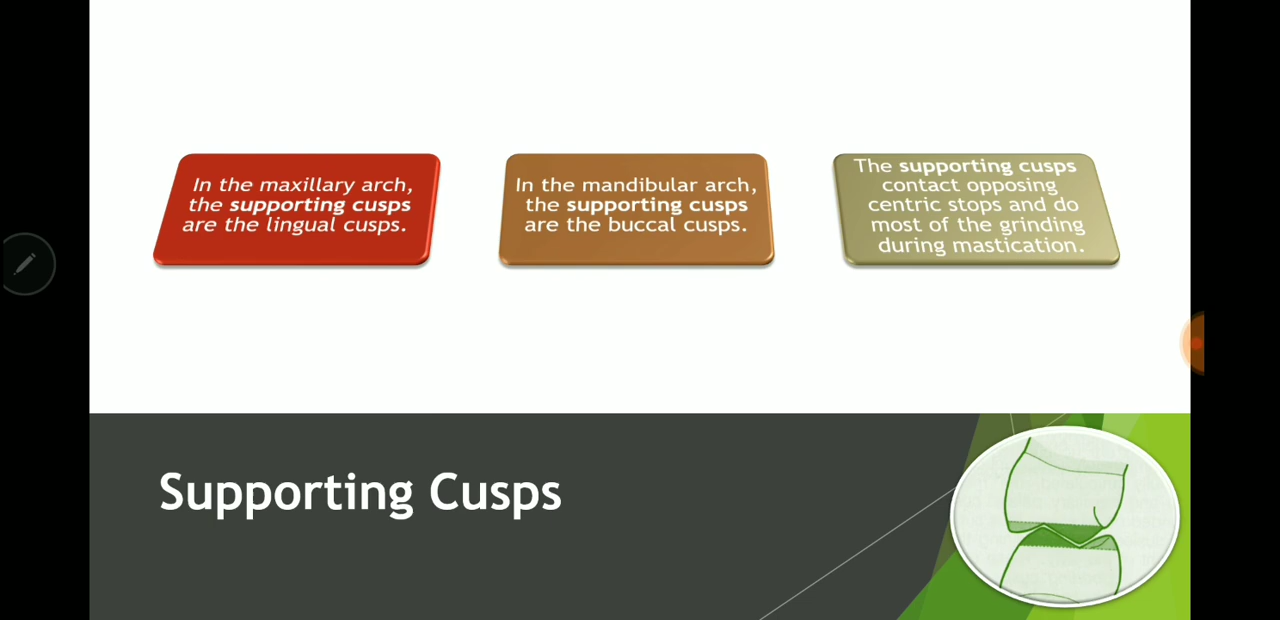 In the maxillary arch,
the supporting cusps
are the lingual cusps.
In the mandibular arch,
the supporting cusps
are the buccal cusps.
The supporting cusps
contact opposing
centric stops and do
most of the grinding
during mastication.
Supporting Cusps